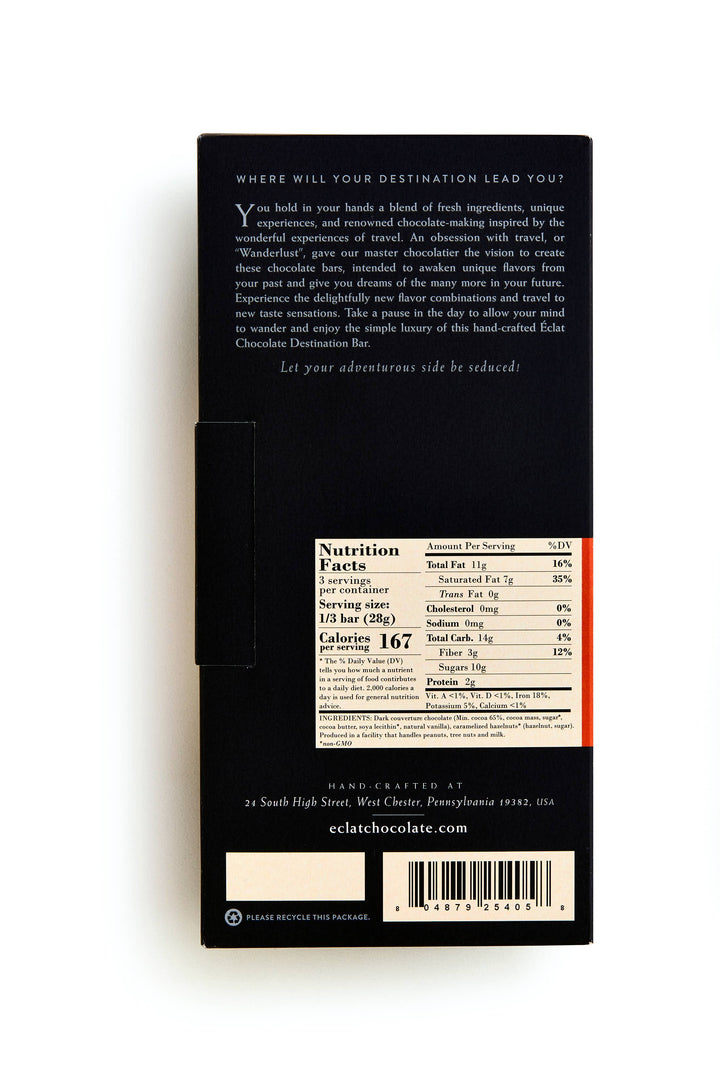 WHERE WILL YOUR DESTINATION LEAD YOU?
You hold in your hands a blend of fresh ingredients, unique
experiences, and renowned chocolate-making inspired by the
wonderful experiences of travel. An obsession with travel, or
“Wanderlust”, gave our master chocolatier the vision to create
these chocolate bars, intended to awaken unique flavors from
your past and give you dreams of the many more in your future.
Experience the delightfully new flavor combinations and travel to
new taste sensations. Take a pause in the day to allow your mind
to wander and enjoy the simple luxury of this hand-crafted Éclat
Chocolate Destination Bar.
Let your adventurous side be seduced!
Nutrition
Facts
3 servings
per container
Serving size:
1/3 bar (28g)
Calories
per serving 167
* The % Daily Value (DV)
tells you how much a nutrient
in a serving of food contirbutes
to a daily diet. 2,000 calories a
day is used for general nutrition
advice.
Amount Per Serving %DV
Total Fat 11g 16%
Saturated Fat 7g 35%
Trans Fat 0g
Cholesterol 0mg 0%
Sodium 0mg 0%
Total Carb. 14g 4%
Fiber 3g 12%
Sugars 10g
Protein 2g
Vit. A <1%, Vit. D <1%, Iron 18%,
Potassium 5%, Calcium <1%
INGREDIENTS: Dark couverture chocolate (Min. cocoa 65%, cocoa mass, sugar*,
cocoa butter, soya lecithin*, natural vanilla), caramelized hazelnuts* (hazelnut, sugar).
Produced in a facility that handles peanuts, tree nuts and milk.
*non-GMO
HAND-CRAFTED AT
24 South High Street, West Chester, Pennsylvania 19382, USA
eclatchocolate.com
PLEASE RECYCLE THIS PACKAGE.
8 04879 25405 8